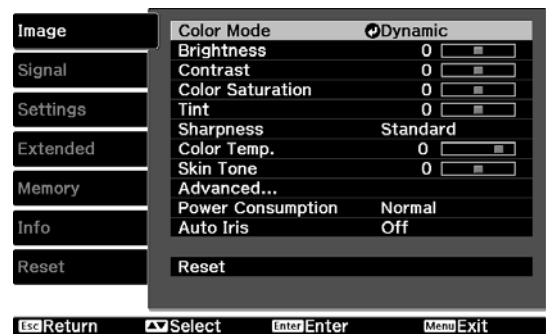 Image
Signal
Settings
Extended
Memory
Info
Reset
Color Mode Dynamic
Brightness 0
Contrast 0
Color Saturation 0
Tint 0
Sharpness Standard
Color Temp. 0
Skin Tone 0
Advanced...
Power Consumption Normal
Auto Iris Off
Reset
Esc Return Select Enter Enter Menu Exit